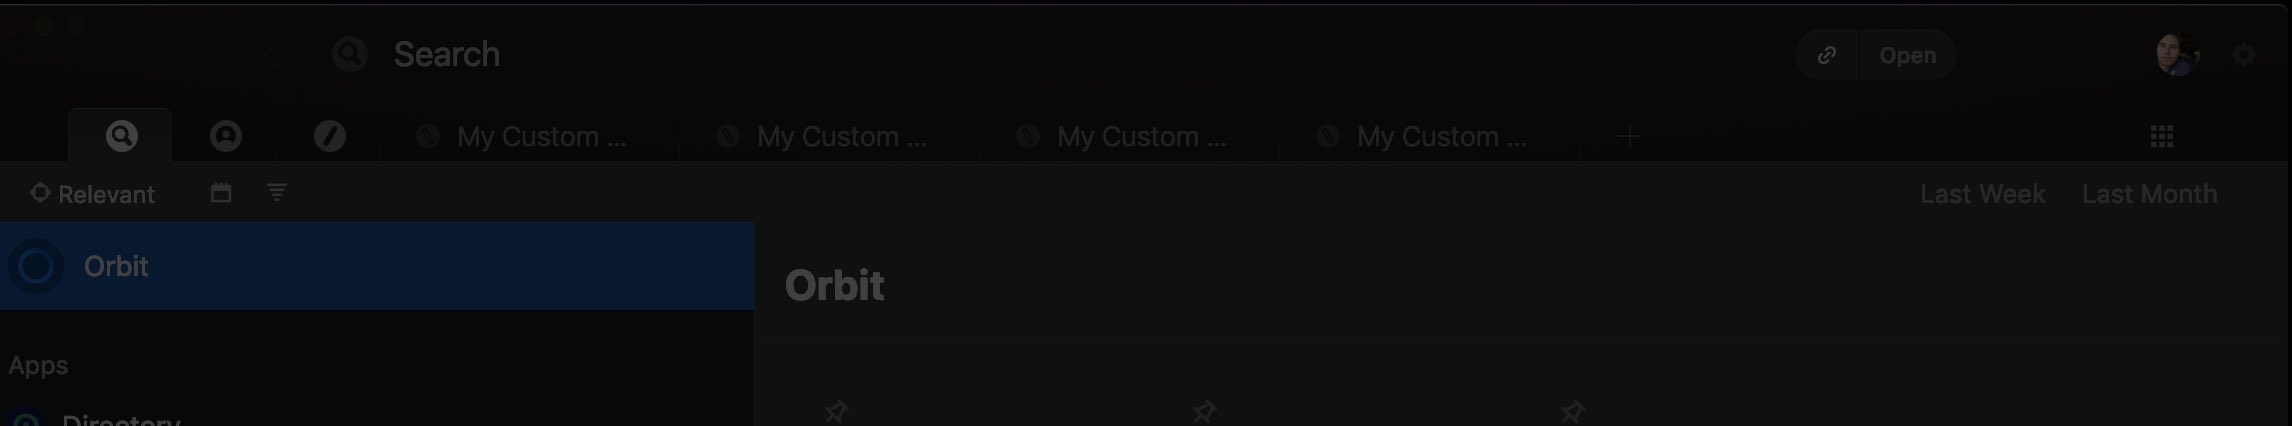 Search
Open
My Custom ... My Custom ... My Custom ... My Custom ...
Relevant
Last Week Last Month
Orbit
Orbit
Apps
Directory